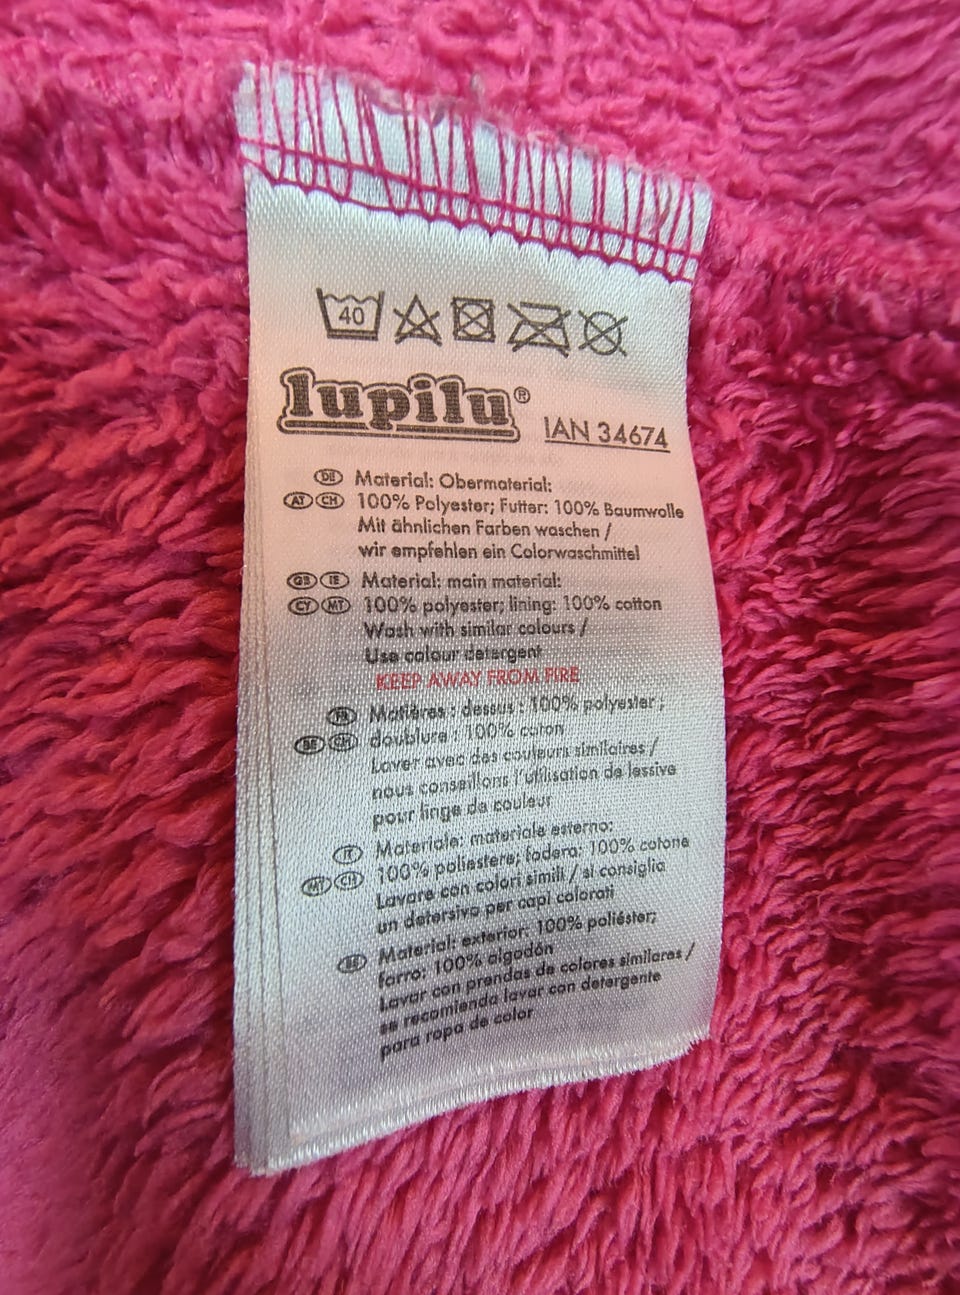 40
lupilu®
IAN 34674
DE Material: Obermaterial:
AT CH 100% Polyester; Futter: 100% Baumwolle
Mit ähnlichen Farben waschen /
wir empfehlen ein Colorwaschmittel
GB IE Material: main material:
CY MT 100% polyester; lining: 100% cotton
Wash with similar colours /
Use colour detergent
KEEP AWAY FROM FIRE
FR Matières : dessus : 100% polyester ;
BE CH doublure : 100% coton
Laver avec des couleurs similaires /
nous conseillons l'utilisation de lessive
pour linge de couleur
IT Materiale: materiale esterno:
MT CH 100% poliestere; fodera: 100% cotone
Lavare con colori simili / si consiglia
un detersivo per capi colorati
ES Material: exterior: 100% poliéster;
forro: 100% algodón
Lavar con prendas de colores similares /
se recomienda lavar con detergente
para ropa de color